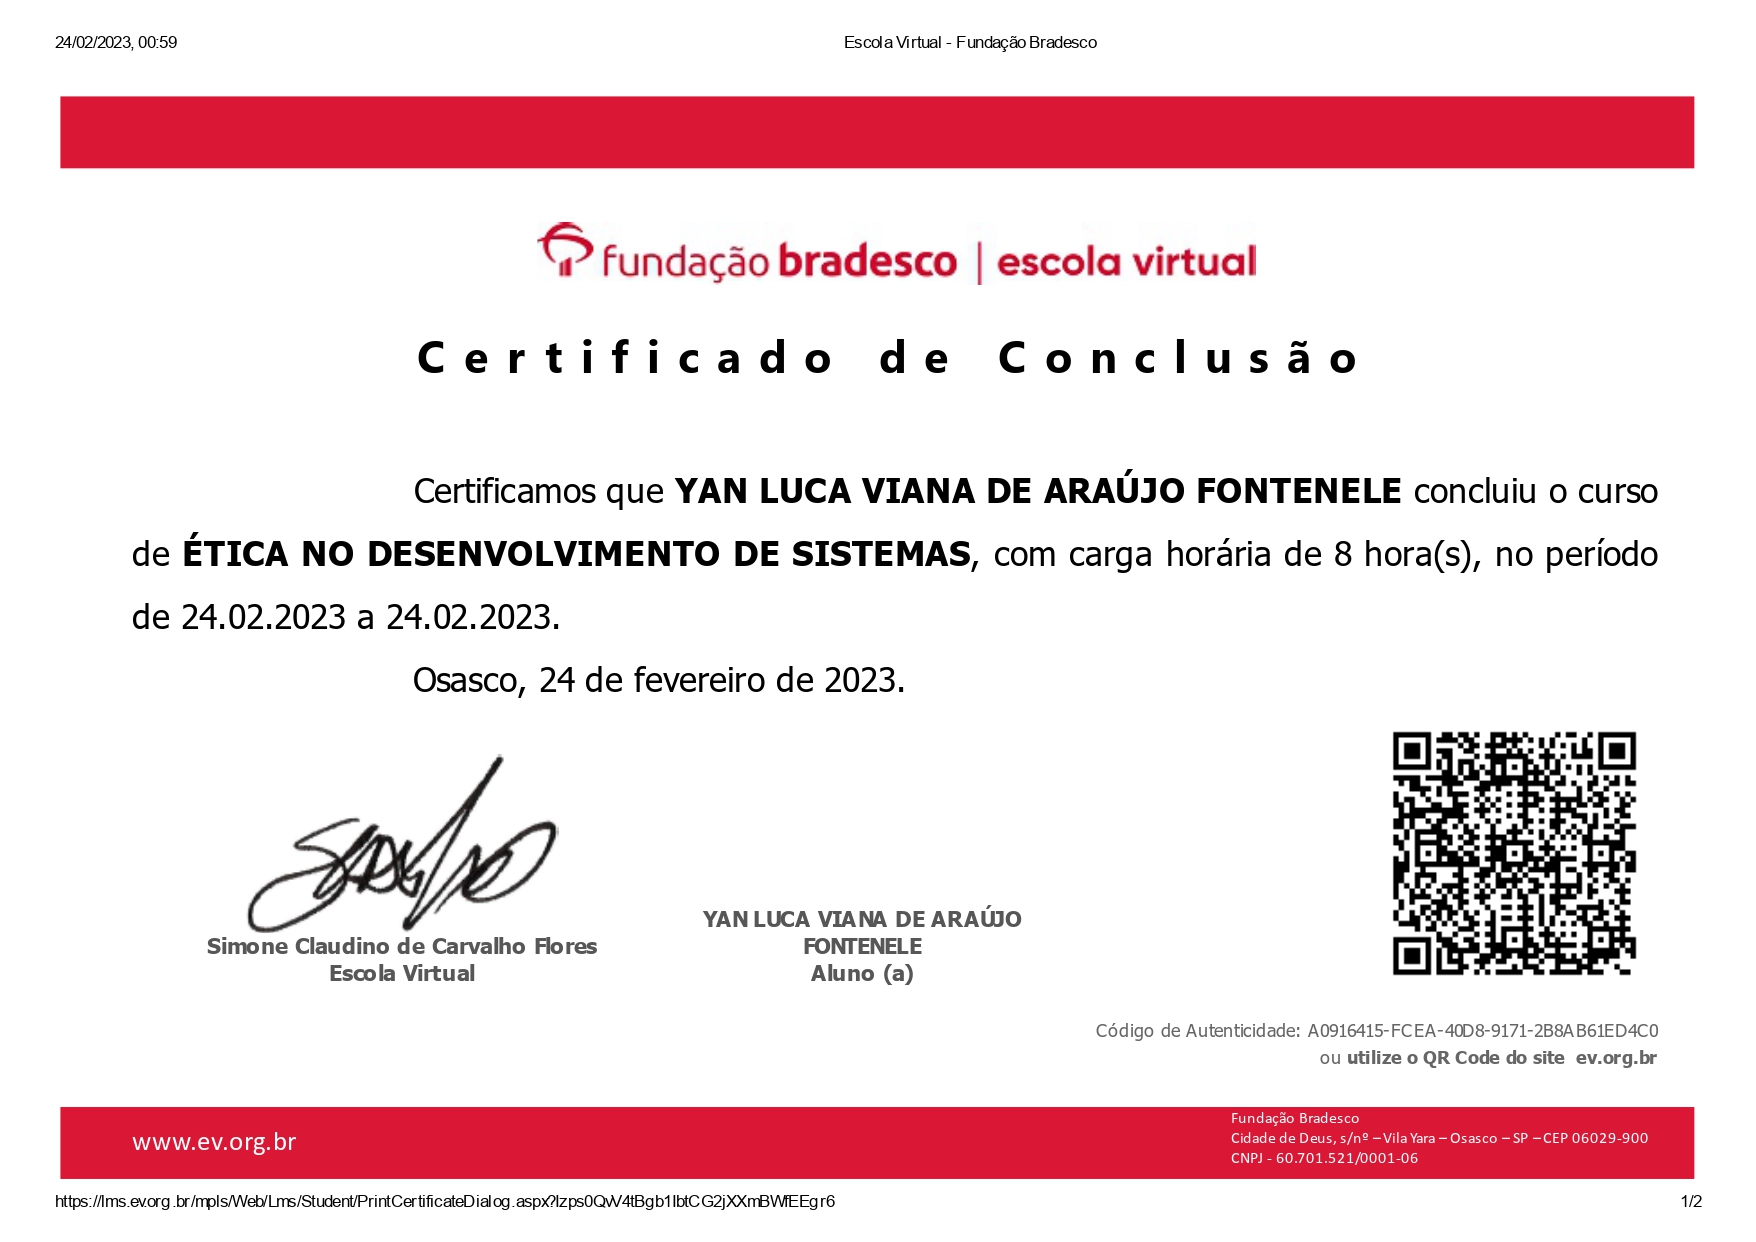 24/02/2023, 00:59
Escola Virtual - Fundação Bradesco
fundação bradesco | escola virtual
Certificado de Conclusão
Certificamos que YAN LUCA VIANA DE ARAÚJO FONTENELE concluiu o curso
de ÉTICA NO DESENVOLVIMENTO DE SISTEMAS, com carga horária de 8 hora(s), no período
de 24.02.2023 a 24.02.2023.
Osasco, 24 de fevereiro de 2023.
Simone Claudino de Carvalho Flores
Escola Virtual
YAN LUCA VIANA DE ARAÚJO
FONTENELE
Aluno (a)
Código de Autenticidade: A0916415-FCEA-40D8-9171-2B8AB61ED4C0
ou utilize o QR Code do site ev.org.br
www.ev.org.br
Fundação Bradesco
Cidade de Deus, s/nº – Vila Yara – Osasco – SP – CEP 06029-900
CNPJ - 60.701.521/0001-06
https://lms.ev.org.br/mpls/Web/Lms/Student/PrintCertificateDialog.aspx?Izps0QvV4tBgb1IbtCG2jXXmBWfEEgr6
1/2